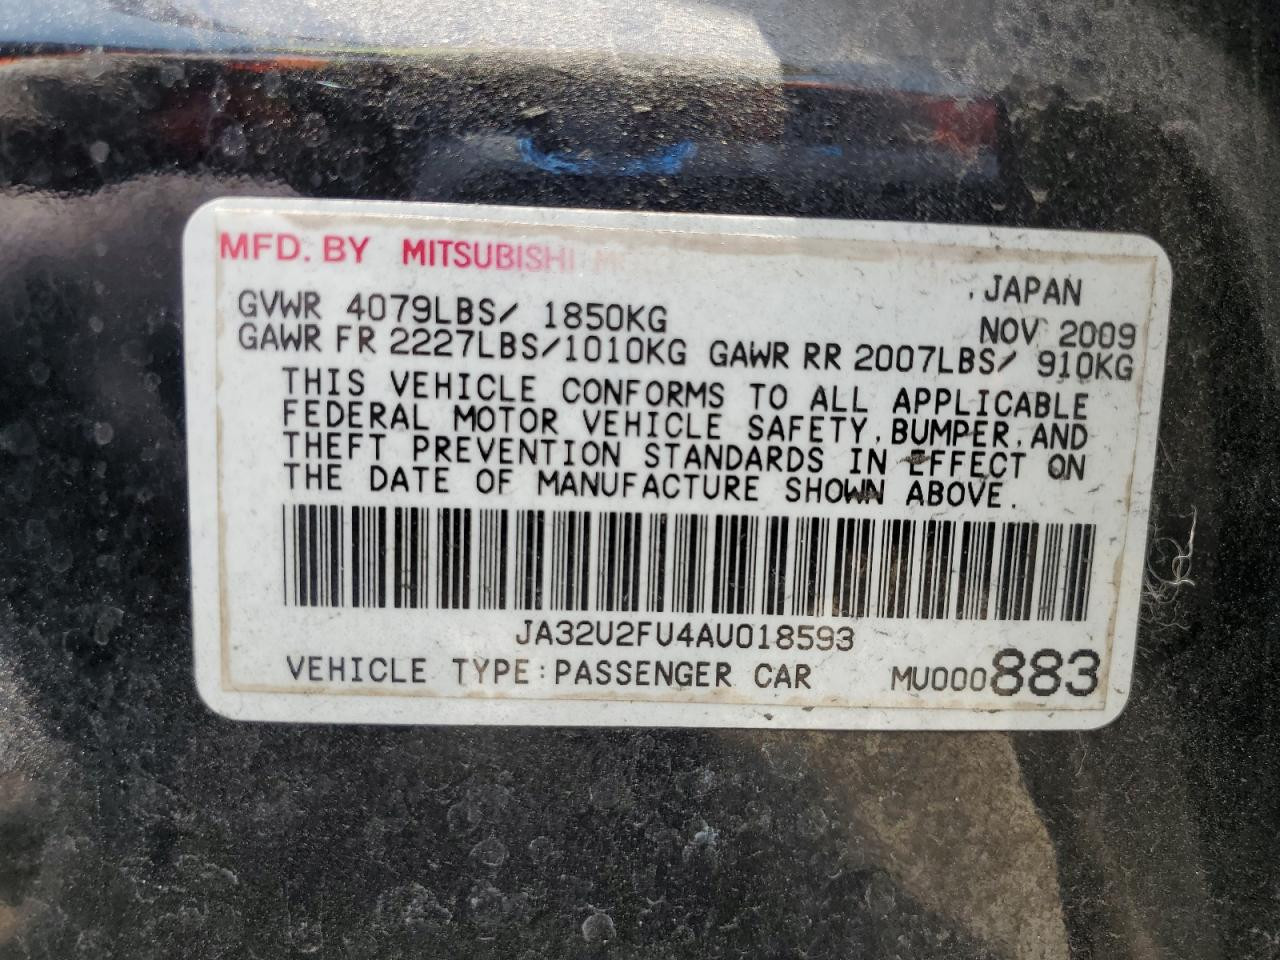 MFD. BY MITSUBISHI
JAPAN
GVWR 4079LBS/ 1850KG
NOV 2009
GAWR FR 2227LBS/1010KG GAWR RR 2007LBS/ 910KG
THIS VEHICLE CONFORMS TO ALL APPLICABLE
FEDERAL MOTOR VEHICLE SAFETY, BUMPER, AND
THEFT PREVENTION STANDARDS IN EFFECT ON
THE DATE OF MANUFACTURE SHOWN ABOVE.
JA32U2FU4AU018593
VEHICLE TYPE:PASSENGER CAR MU000883